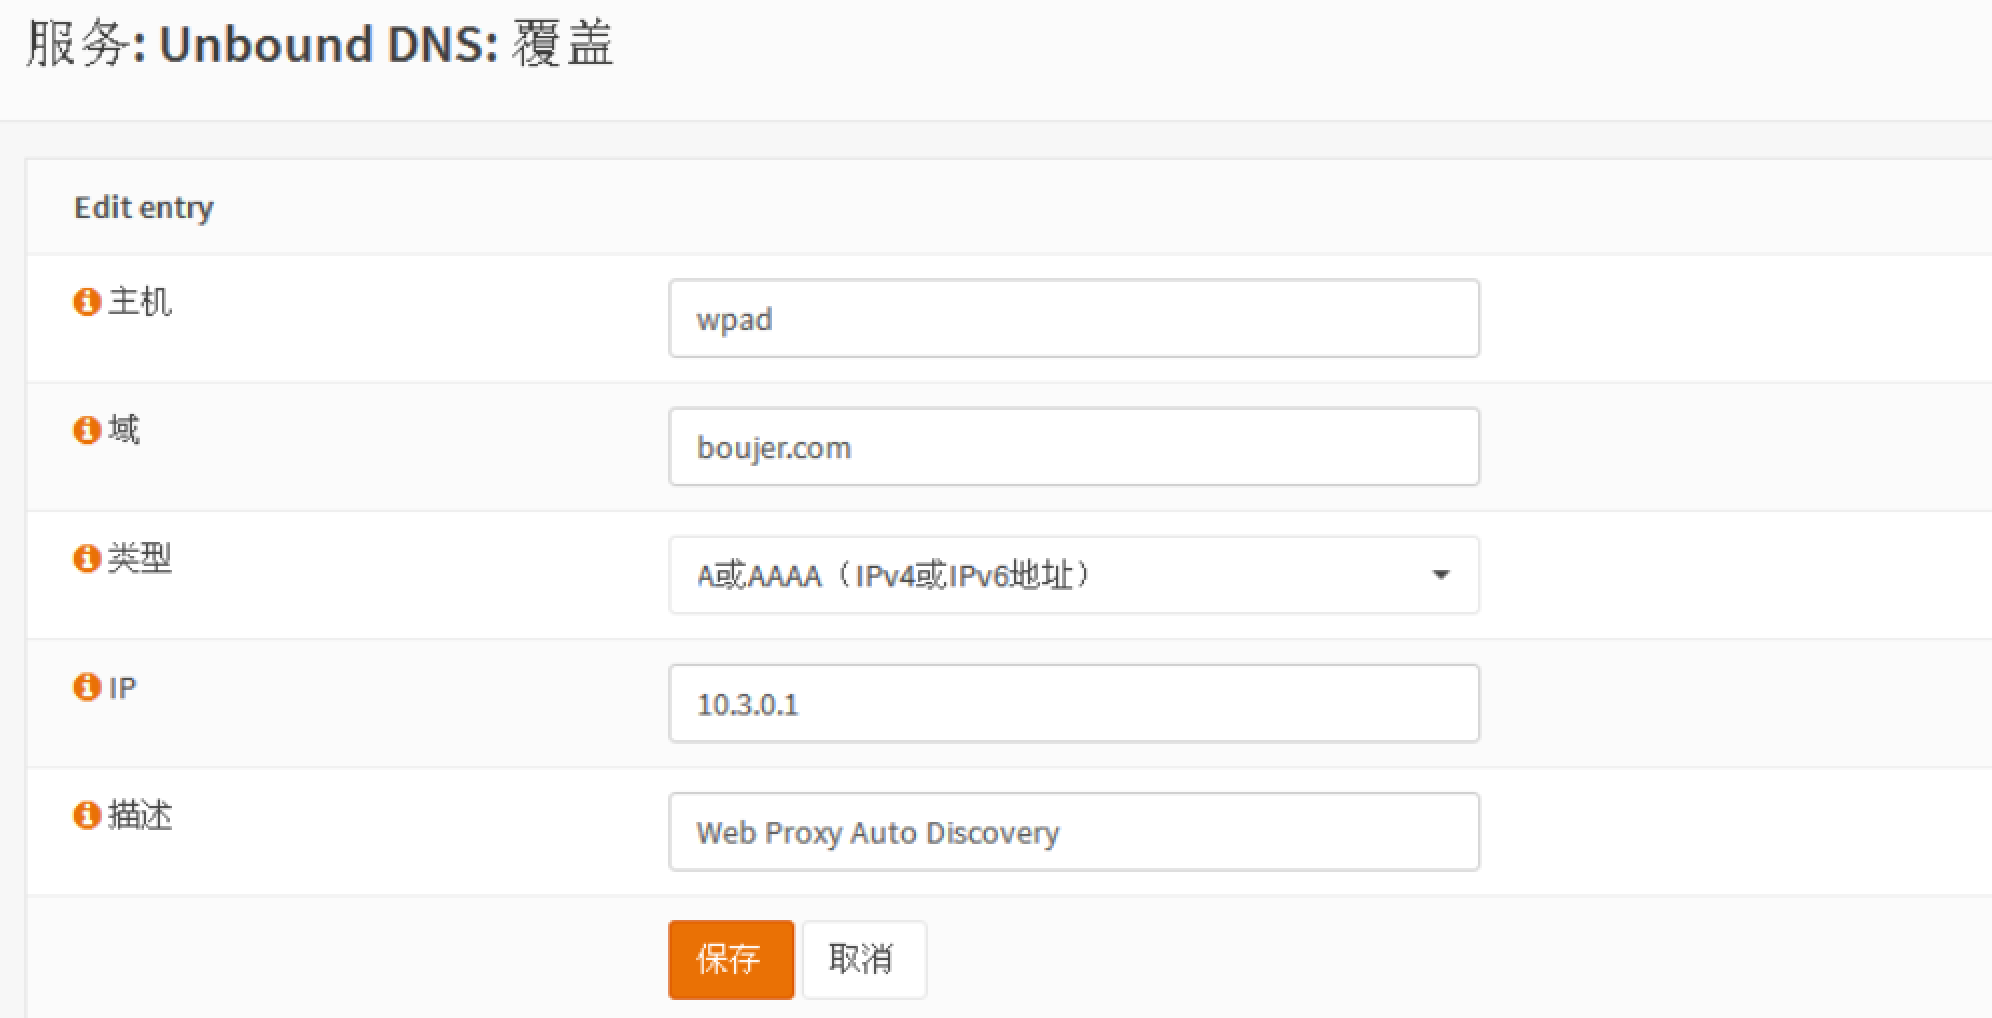 服务: Unbound DNS: 覆盖
Edit entry
主机
wpad
域
boujer.com
类型
A或AAAA（IPv4或IPv6地址）
IP
10.3.0.1
描述
Web Proxy Auto Discovery
保存 取消